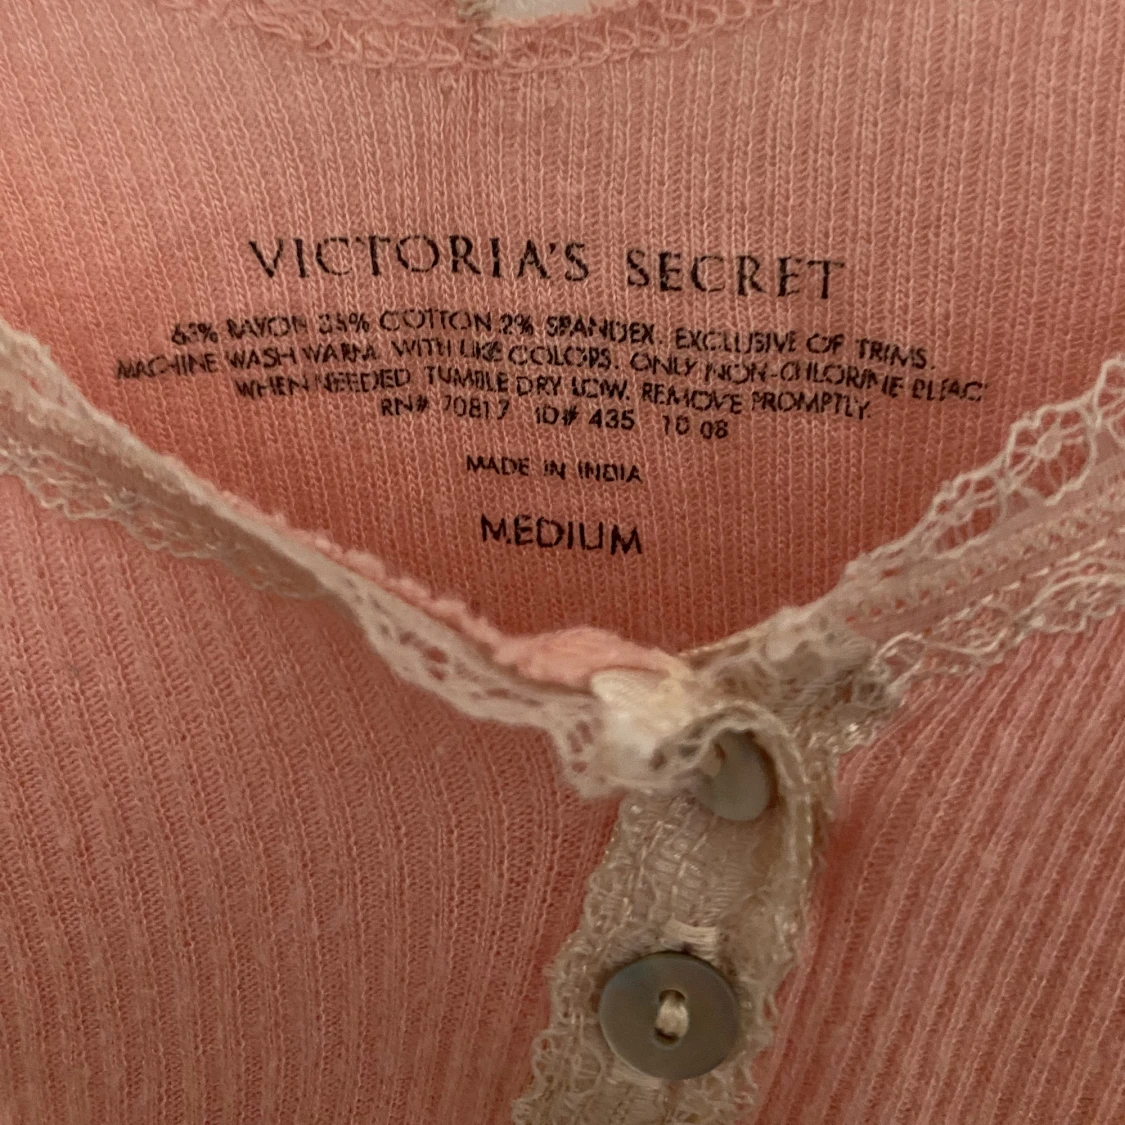 VICTORIA'S SECRET
63% RAYON 35% COTTON 2% SPANDEX. EXCLUSIVE OF TRIMS.
MACHINE WASH WARM. WITH LIKE COLORS. ONLY NON-CHLORINE BLEAC
WHEN NEEDED. TUMBLE DRY LOW. REMOVE PROMPTLY.
RN# 70817 ID# 435 10 08
MADE IN INDIA
MEDIUM